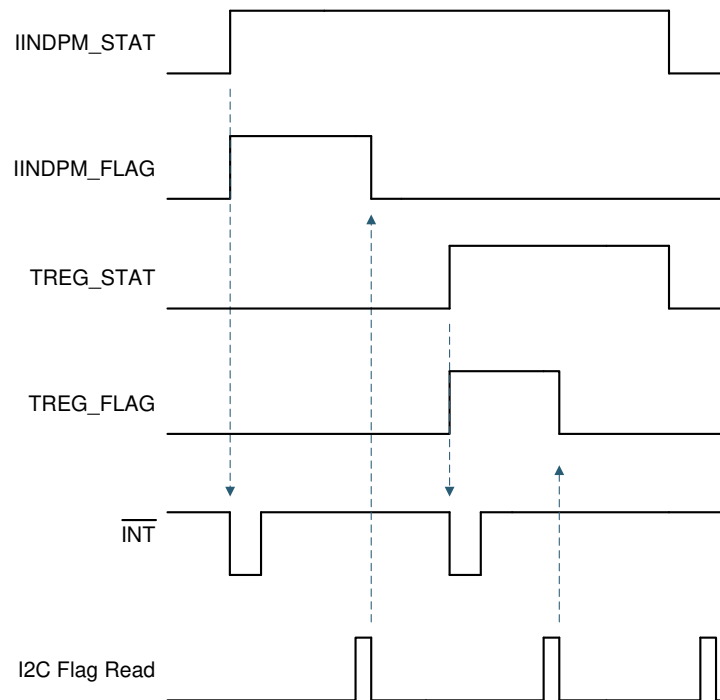 IINDPM_STAT
IINDPM_FLAG
TREG_STAT
TREG_FLAG
INT
I2C Flag Read